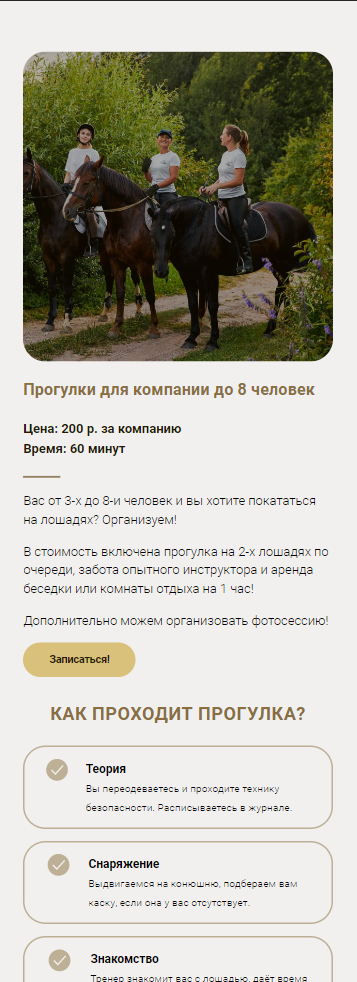 Прогулки для компании до 8 человек
Цена: 200 р. за компанию
Время: 60 минут
Вас от 3-х до 8-и человек и вы хотите покататься
на лошадях? Организуем!
В стоимость включена прогулка на 2-х лошадях по
очереди, забота опытного инструктора и аренда
беседки или комнаты отдыха на 1 час!
Дополнительно можем организовать фотосессию!
Записаться!
КАК ПРОХОДИТ ПРОГУЛКА?
Теория
Вы переодеваетесь и проходите технику
безопасности. Расписываетесь в журнале.
Снаряжение
Выдвигаемся на конюшню, подбераем вам
каску, если она у вас отсутствует.
Знакомство
Тренер знакомит вас с лошадью, даёт время